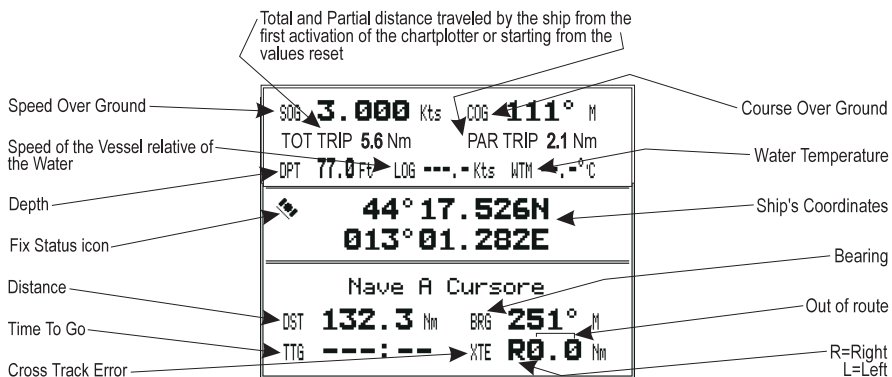 Total and Partial distance traveled by the ship from the
first activation of the chartplotter or starting from the
values reset
Speed Over Ground
SOG 3.000 Kts COG 111° M
Course Over Ground
TOT TRIP 5.6 Nm PAR TRIP 2.1 Nm
Speed of the Vessel relative of
the Water
Water Temperature
DPT 77.0 Ft LOG ---.- Kts WTM --.-°C
Depth
44°17.526N
Ship's Coordinates
Fix Status icon
013°01.282E
Nave A Cursore
Bearing
Distance
DST 132.3 Nm BRG 251° M
Out of route
Time To Go
TTG ---:-- XTE R0.0 Nm
Cross Track Error
R=Right
L=Left